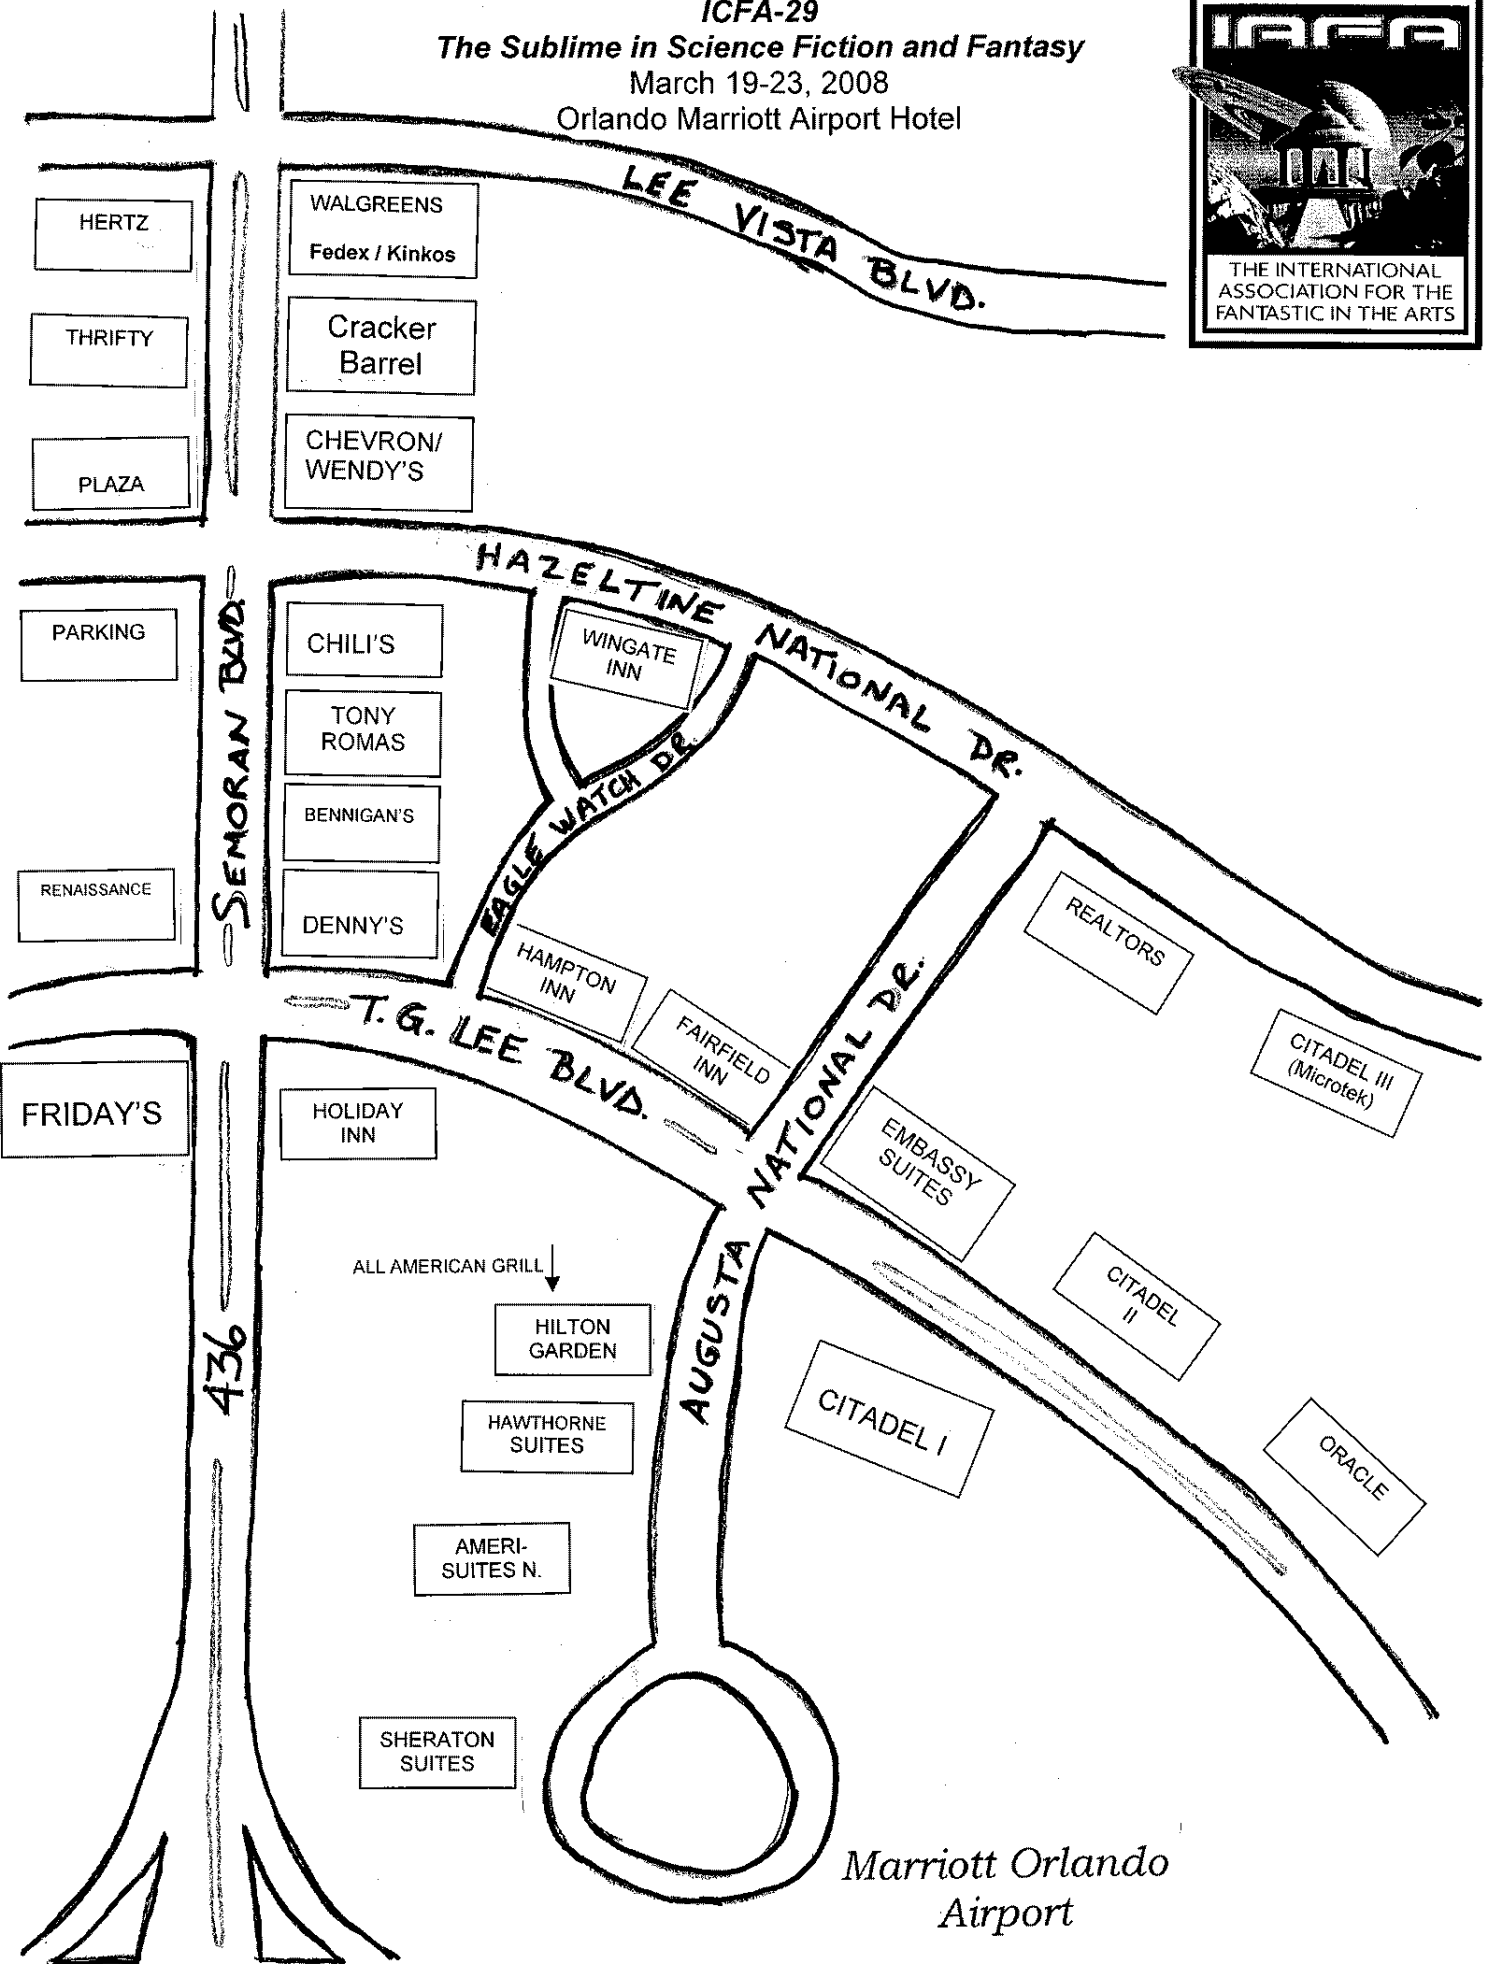 ICFA-29
The Sublime in Science Fiction and Fantasy
March 19-23, 2008
Orlando Marriott Airport Hotel
IAFA
THE INTERNATIONAL
ASSOCIATION FOR THE
FANTASTIC IN THE ARTS
LEE VISTA BLVD.
HERTZ
WALGREENS
Fedex / Kinkos
THRIFTY
Cracker
Barrel
PLAZA
CHEVRON/
WENDY'S
HAZELTINE NATIONAL DR.
PARKING
CHILI'S
WINGATE
INN
SEMORAN BLVD.
TONY
ROMAS
EAGLE WATCH DR.
BENNIGAN'S
RENAISSANCE
DENNY'S
REALTORS
HAMPTON
INN
FAIRFIELD
INN
CITADEL III
(Microtek)
T. G. LEE BLVD.
FRIDAY'S
HOLIDAY
INN
EMBASSY
SUITES
AUGUSTA NATIONAL DR.
ALL AMERICAN GRILL
HILTON
GARDEN
CITADEL
II
436
HAWTHORNE
SUITES
CITADEL I
ORACLE
AMERI-
SUITES N.
SHERATON
SUITES
Marriott Orlando
Airport